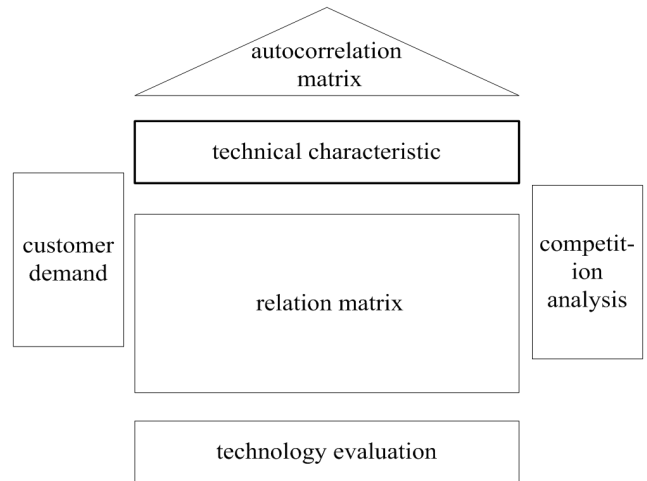 autocorrelation
matrix
technical characteristic
customer
demand
relation matrix
competit-
ion
analysis
technology evaluation